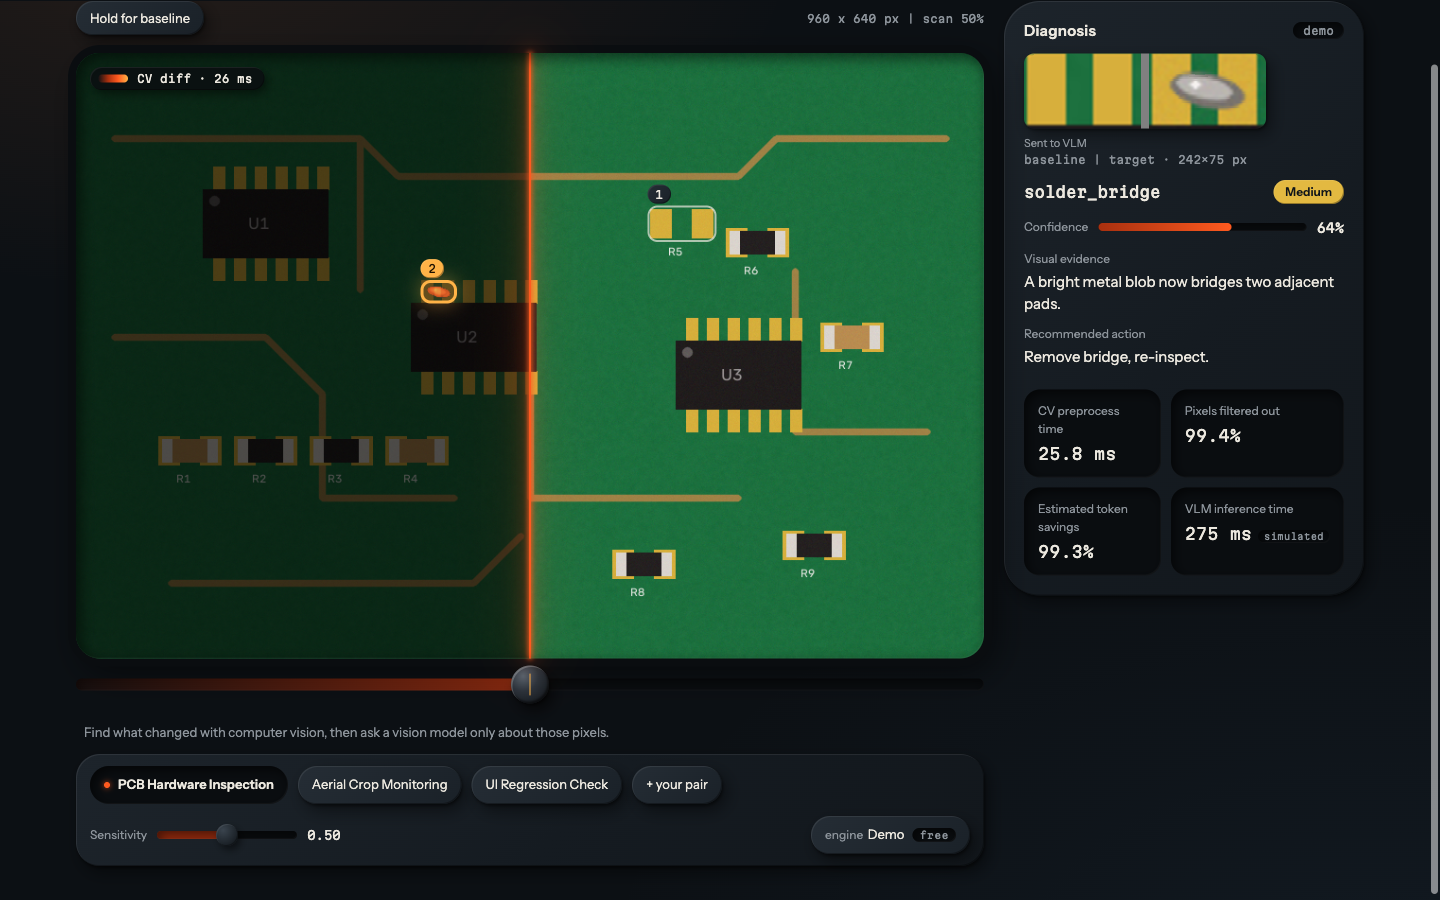 Hold for baseline
960 x 640 px | scan 50%
CV diff · 26 ms
U1
1
R5
R6
2
U2
U3
R7
R1
R2
R3
R4
R8
R9
Find what changed with computer vision, then ask a vision model only about those pixels.
PCB Hardware Inspection
Aerial Crop Monitoring
UI Regression Check
+ your pair
Sensitivity
0.50
engine Demo free
Diagnosis
demo
Sent to VLM
baseline | target · 242×75 px
solder_bridge
Medium
Confidence
64%
Visual evidence
A bright metal blob now bridges two adjacent
pads.
Recommended action
Remove bridge, re-inspect.
CV preprocess
time
25.8 ms
Pixels filtered out
99.4%
Estimated token
savings
99.3%
VLM inference time
275 ms simulated